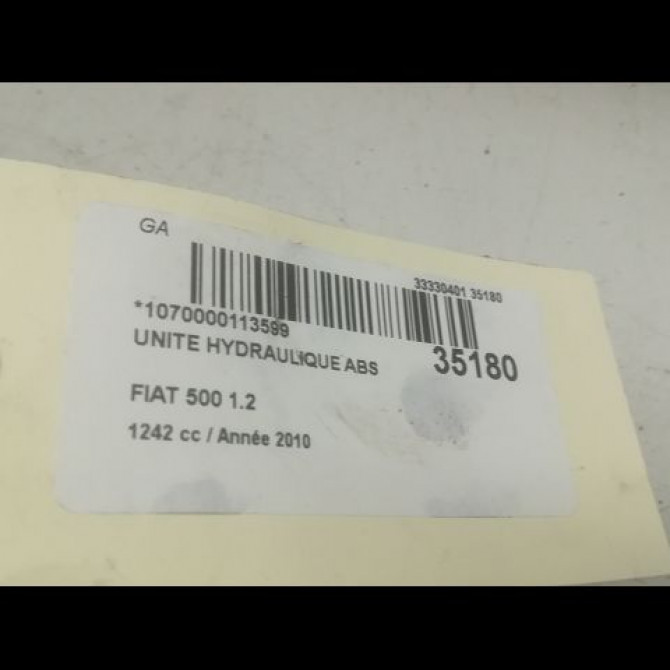 GA
33330401 35180
*1070000113599
UNITE HYDRAULIQUE ABS
35180
FIAT 500 1.2
1242 cc / Année 2010